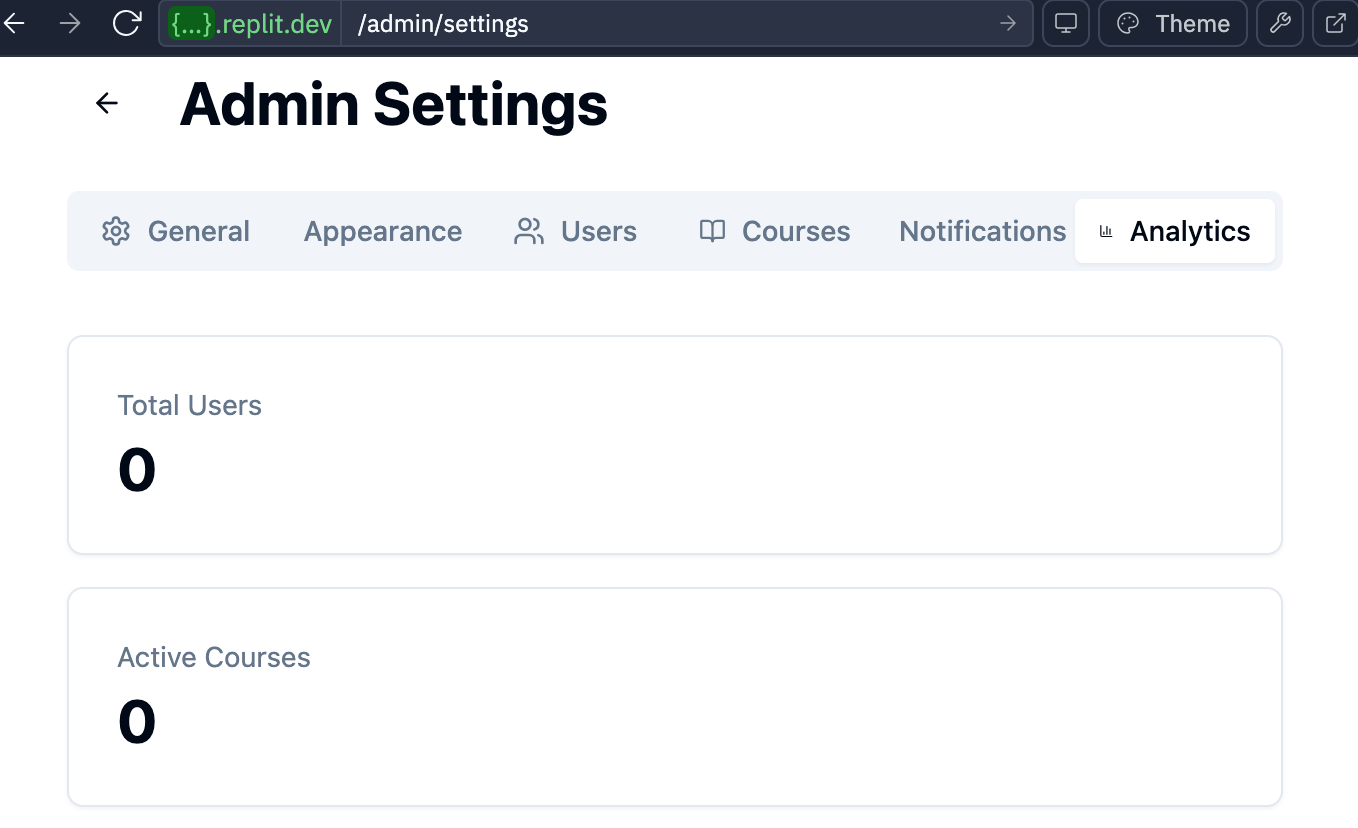 {...}.replit.dev /admin/settings Theme
Admin Settings
General Appearance Users Courses Notifications Analytics
Total Users
0
Active Courses
0